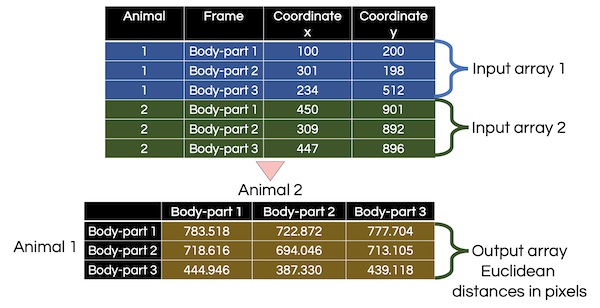 Animal Frame Coordinate x Coordinate y
1 Body-part 1 100 200
1 Body-part 2 301 198
1 Body-part 3 234 512
Input array 1
2 Body-part 1 450 901
2 Body-part 2 309 892
2 Body-part 3 447 896
Input array 2
Animal 2
Body-part 1 Body-part 2 Body-part 3
Animal 1
Body-part 1 783.518 722.872 777.704
Body-part 2 718.616 694.046 713.105
Body-part 3 444.946 387.330 439.118
Output array
Euclidean
distances in pixels